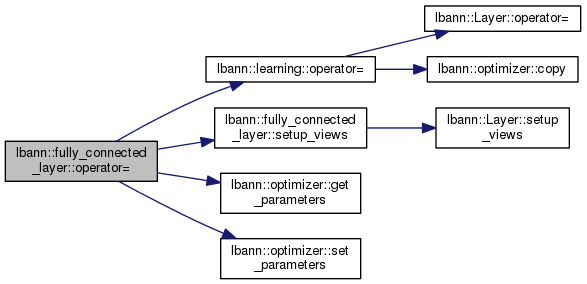 lbann::Layer::operator=
lbann::learning::operator=
lbann::optimizer::copy
lbann::fully_connected
_layer::setup_views
lbann::Layer::setup
_views
lbann::fully_connected
_layer::operator=
lbann::optimizer::get
_parameters
lbann::optimizer::set
_parameters